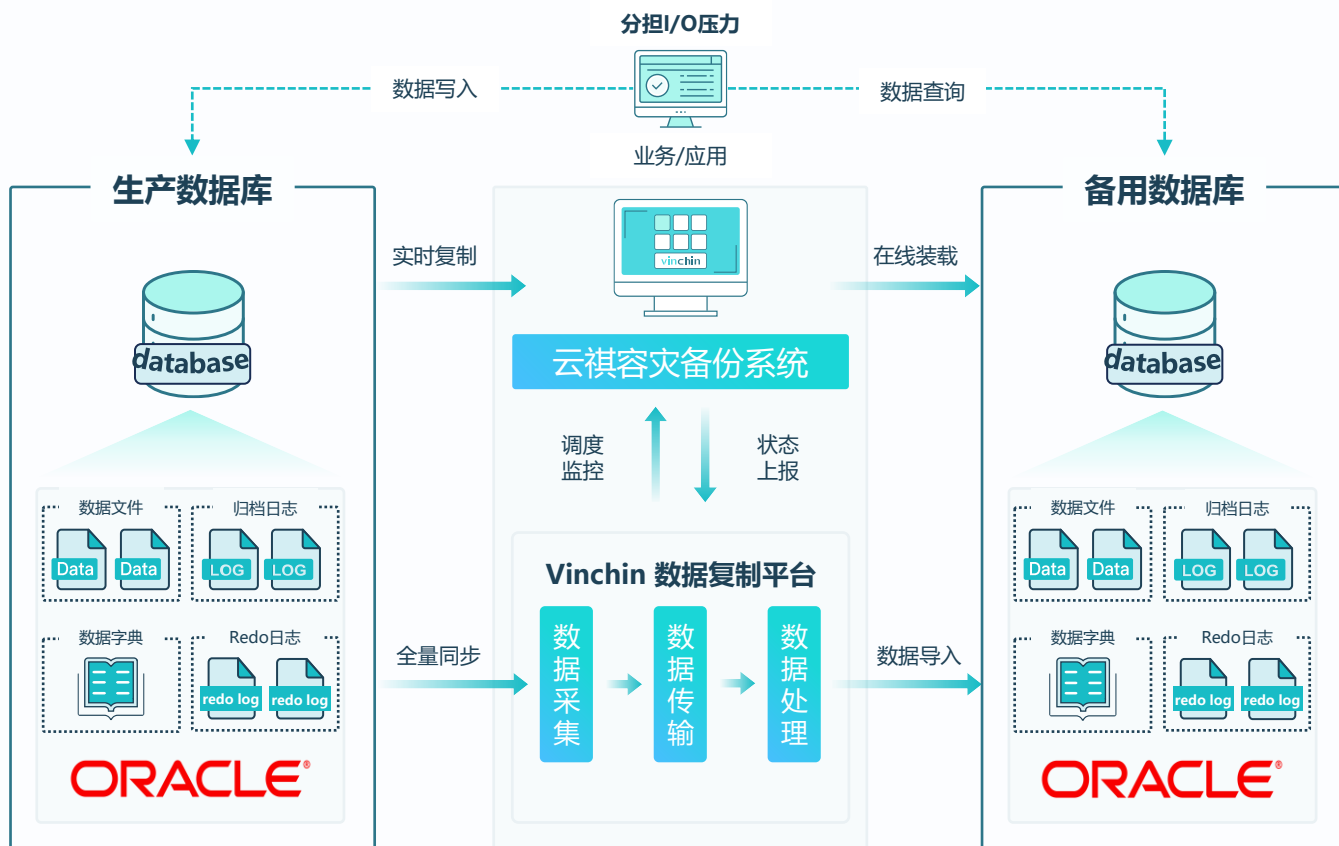 分担I/O压力
数据写入
数据查询
业务/应用
生产数据库
database
数据文件
Data
Data
归档日志
LOG
LOG
数据字典
Redo日志
redo log
redo log
ORACLE®
实时复制
全量同步
vinchin
云祺容灾备份系统
调度
监控
状态
上报
Vinchin 数据复制平台
数据采集
数据传输
数据处理
在线装载
数据导入
备用数据库
database
数据文件
Data
Data
归档日志
LOG
LOG
数据字典
Redo日志
redo log
redo log
ORACLE®